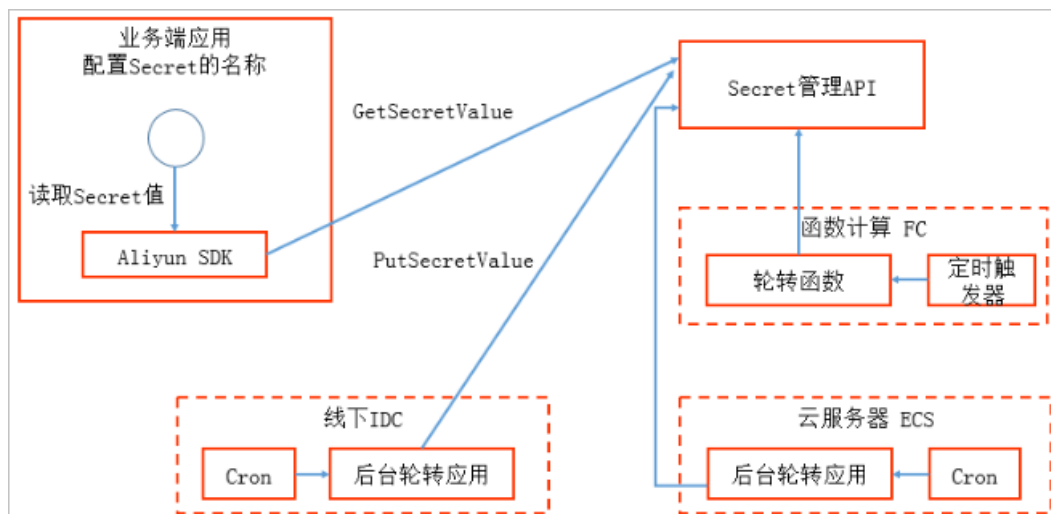 业务端应用
配置Secret的名称
读取Secret值
Aliyun SDK
GetSecretValue
PutSecretValue
Secret管理API
函数计算 FC
轮转函数
定时触
发器
线下IDC
Cron
后台轮转应用
云服务器 ECS
后台轮转应用
Cron